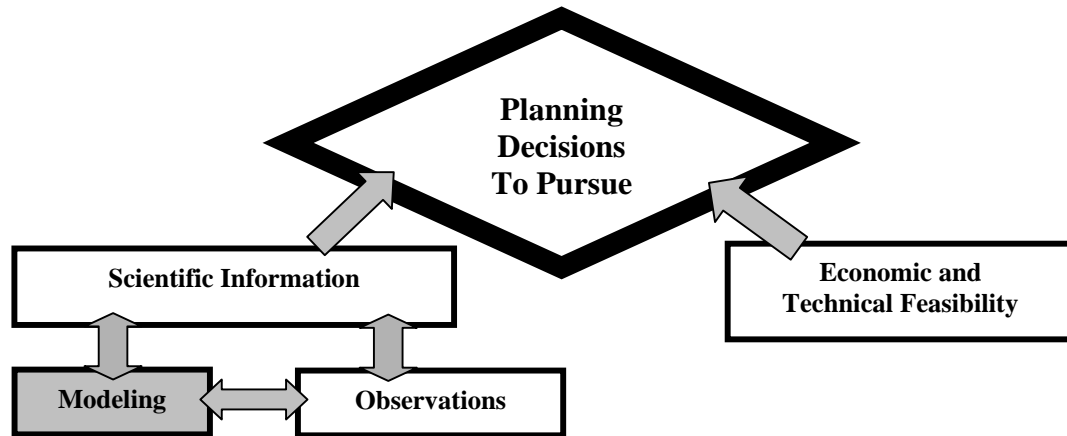 Planning
Decisions
To Pursue
Scientific Information
Economic and
Technical Feasibility
Modeling
Observations